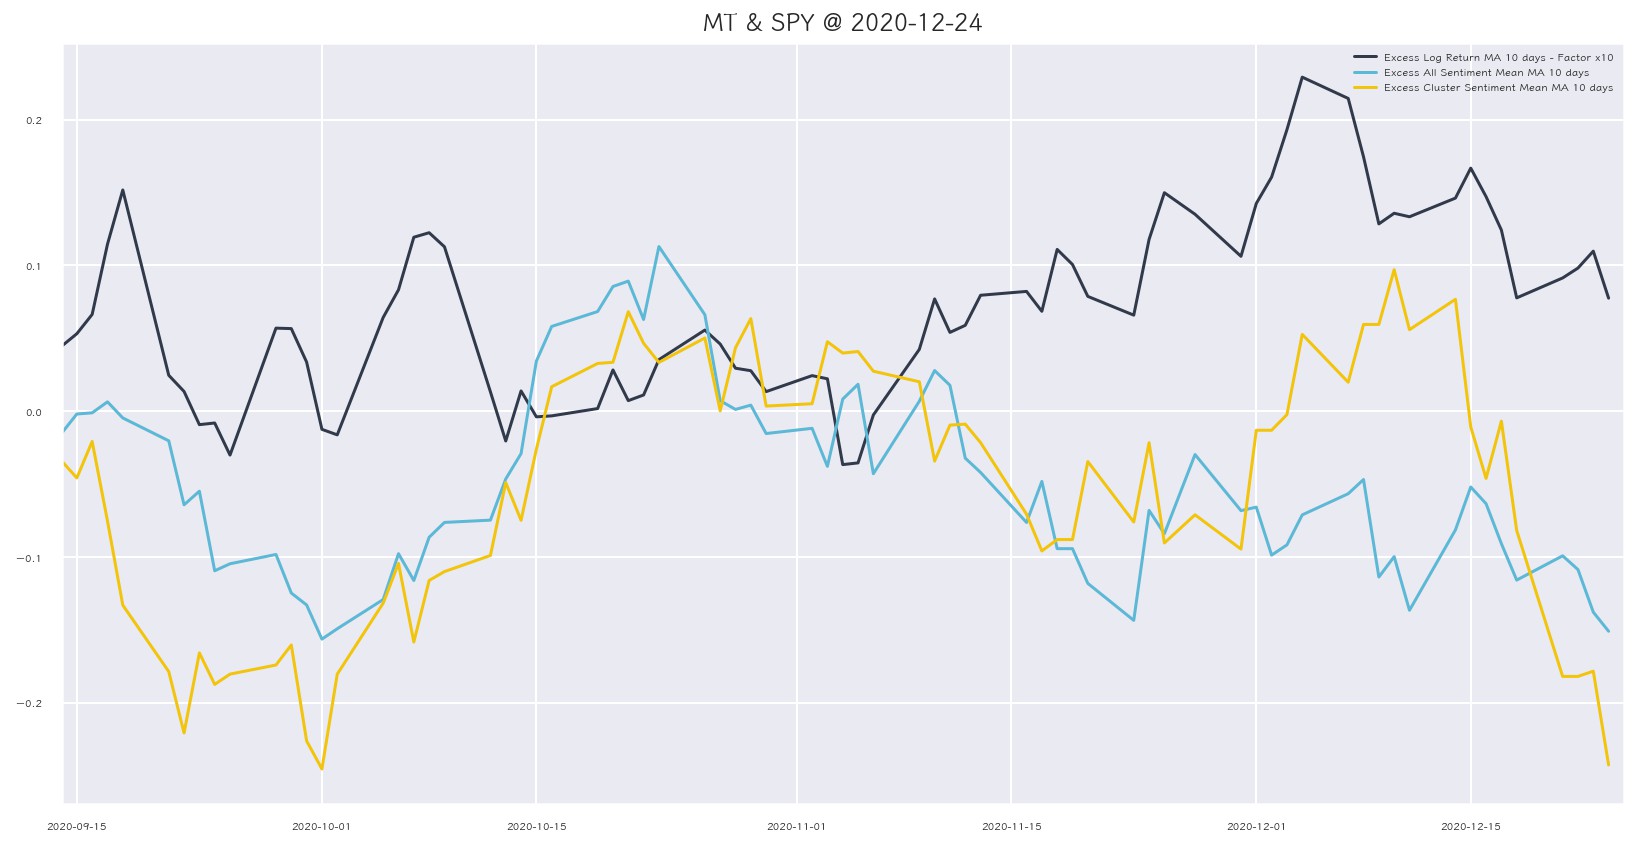 MT & SPY @ 2020-12-24
Excess Log Return MA 10 days - Factor x10
Excess All Sentiment Mean MA 10 days
Excess Cluster Sentiment Mean MA 10 days
0.2
0.1
0.0
−0.1
−0.2
2020-09-15 2020-10-01 2020-10-15 2020-11-01 2020-11-15 2020-12-01 2020-12-15